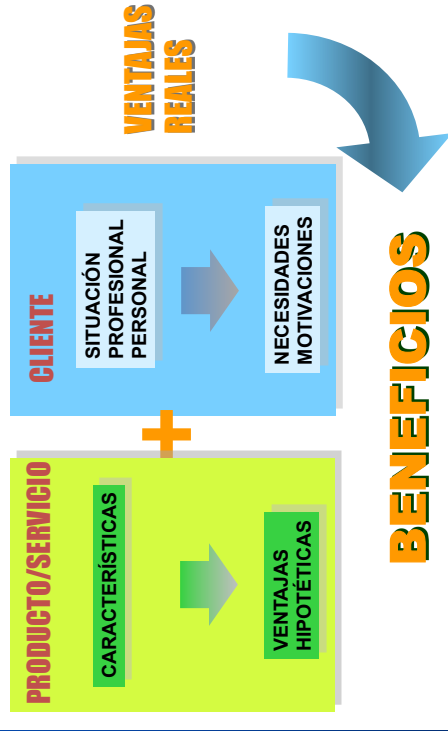 PRODUCTO/SERVICIO
CARACTERÍSTICAS
VENTAJAS
HIPOTÉTICAS
+
CLIENTE
SITUACIÓN
PROFESIONAL
PERSONAL
NECESIDADES
MOTIVACIONES
VENTAJAS
REALES
BENEFICIOS